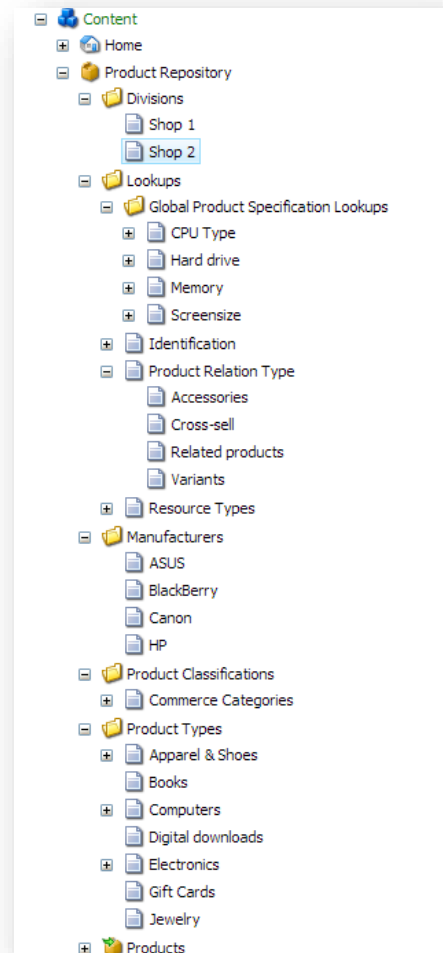 Content
Home
Product Repository
Divisions
Shop 1
Shop 2
Lookups
Global Product Specification Lookups
CPU Type
Hard drive
Memory
Screensize
Identification
Product Relation Type
Accessories
Cross-sell
Related products
Variants
Resource Types
Manufacturers
ASUS
BlackBerry
Canon
HP
Product Classifications
Commerce Categories
Product Types
Apparel & Shoes
Books
Computers
Digital downloads
Electronics
Gift Cards
Jewelry
Products